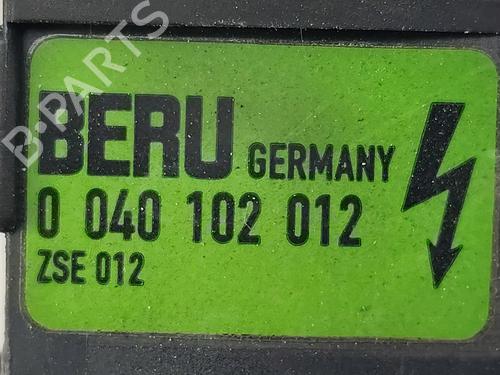 B·PARTS
BERU GERMANY
0 040 102 012
ZSE 012